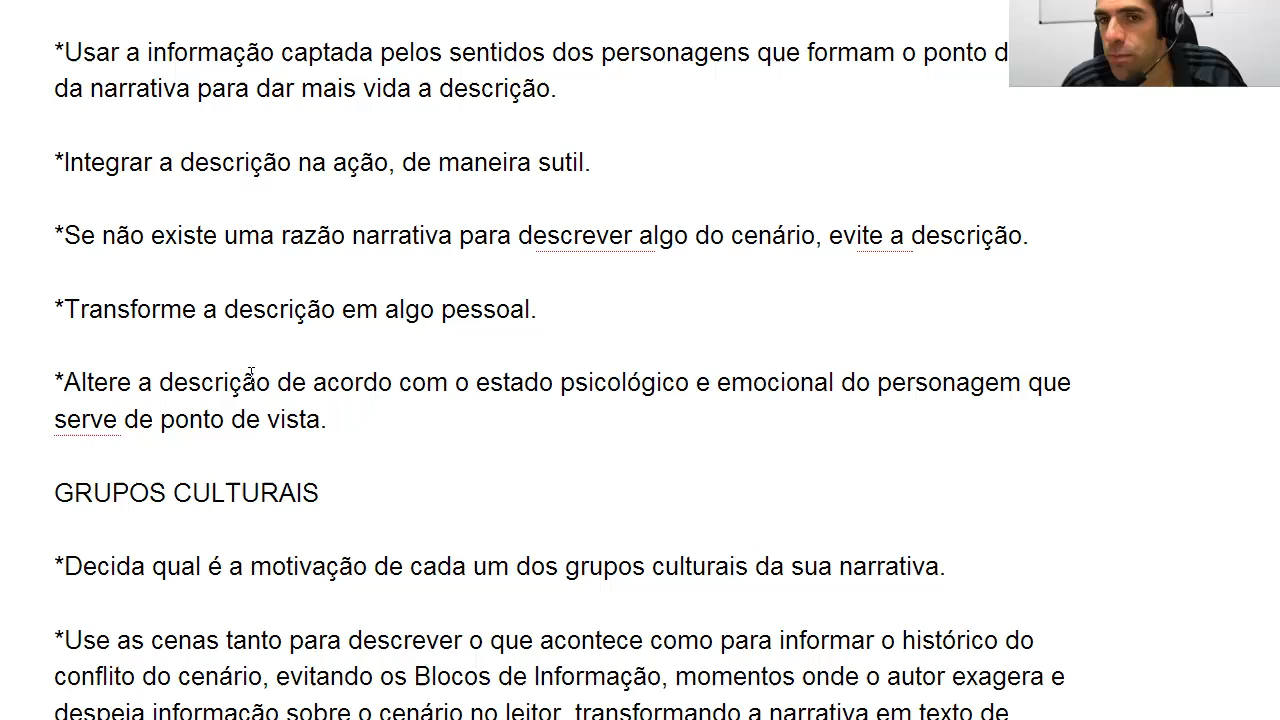 *Usar a informação captada pelos sentidos dos personagens que formam o ponto
da narrativa para dar mais vida a descrição.
*Integrar a descrição na ação, de maneira sutil.
*Se não existe uma razão narrativa para descrever algo do cenário, evite a descrição.
*Transforme a descrição em algo pessoal.
*Altere a descrição de acordo com o estado psicológico e emocional do personagem que
serve de ponto de vista.
GRUPOS CULTURAIS
*Decida qual é a motivação de cada um dos grupos culturais da sua narrativa.
*Use as cenas tanto para descrever o que acontece como para informar o histórico do
conflito do cenário, evitando os Blocos de Informação, momentos onde o autor exagera e
despeja informação sobre o cenário no leitor, transformando a narrativa em texto de